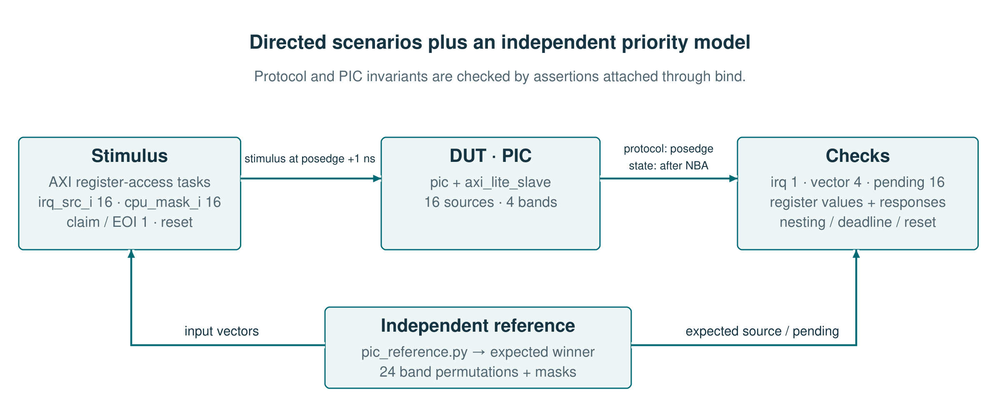 Directed scenarios plus an independent priority model
Protocol and PIC invariants are checked by assertions attached through bind.
Stimulus
AXI register-access tasks
irq_src_i 16 · cpu_mask_i 16
claim / EOI 1 · reset
stimulus at posedge +1 ns
DUT · PIC
pic + axi_lite_slave
16 sources · 4 bands
protocol: posedge
state: after NBA
Checks
irq 1 · vector 4 · pending 16
register values + responses
nesting / deadline / reset
input vectors
Independent reference
pic_reference.py → expected winner
24 band permutations + masks
expected source / pending